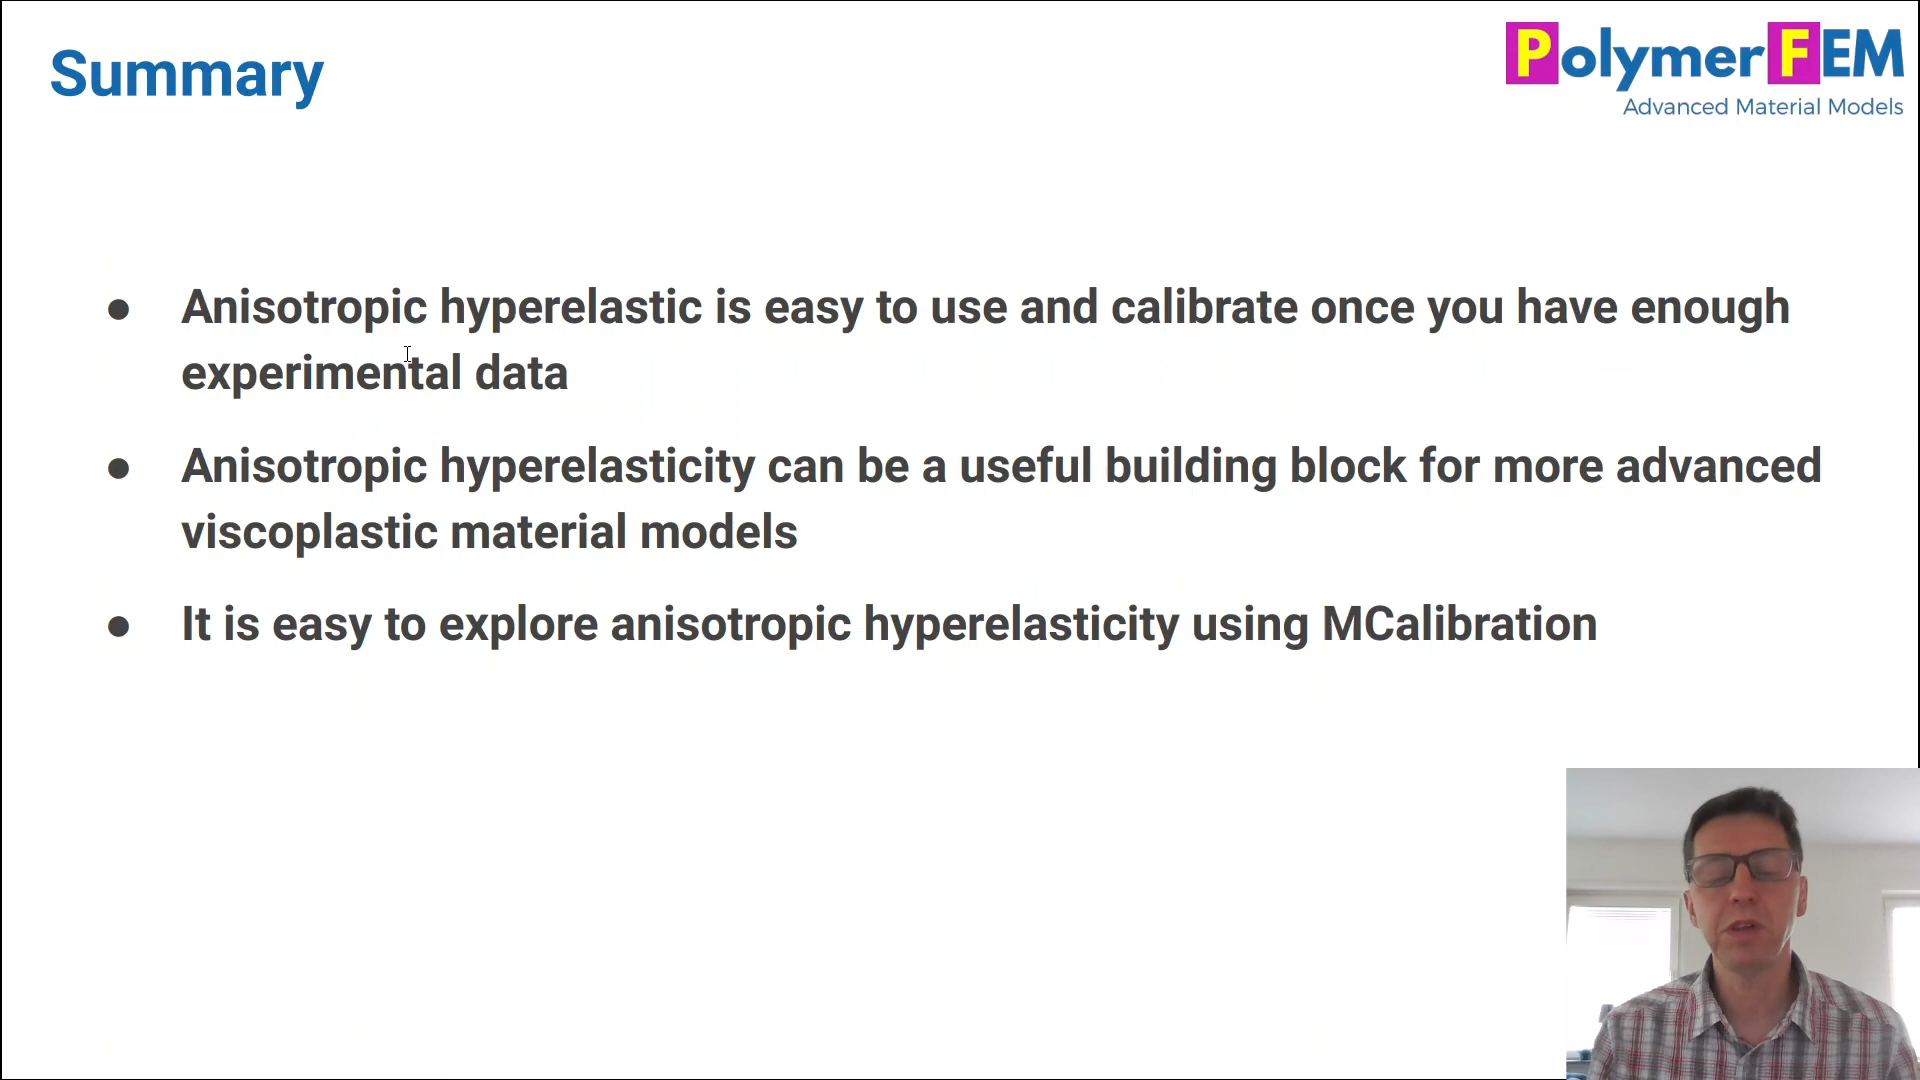 Summary
PolymerFEM
Advanced Material Models
● Anisotropic hyperelastic is easy to use and calibrate once you have enough
experimental data
● Anisotropic hyperelasticity can be a useful building block for more advanced
viscoplastic material models
● It is easy to explore anisotropic hyperelasticity using MCalibration